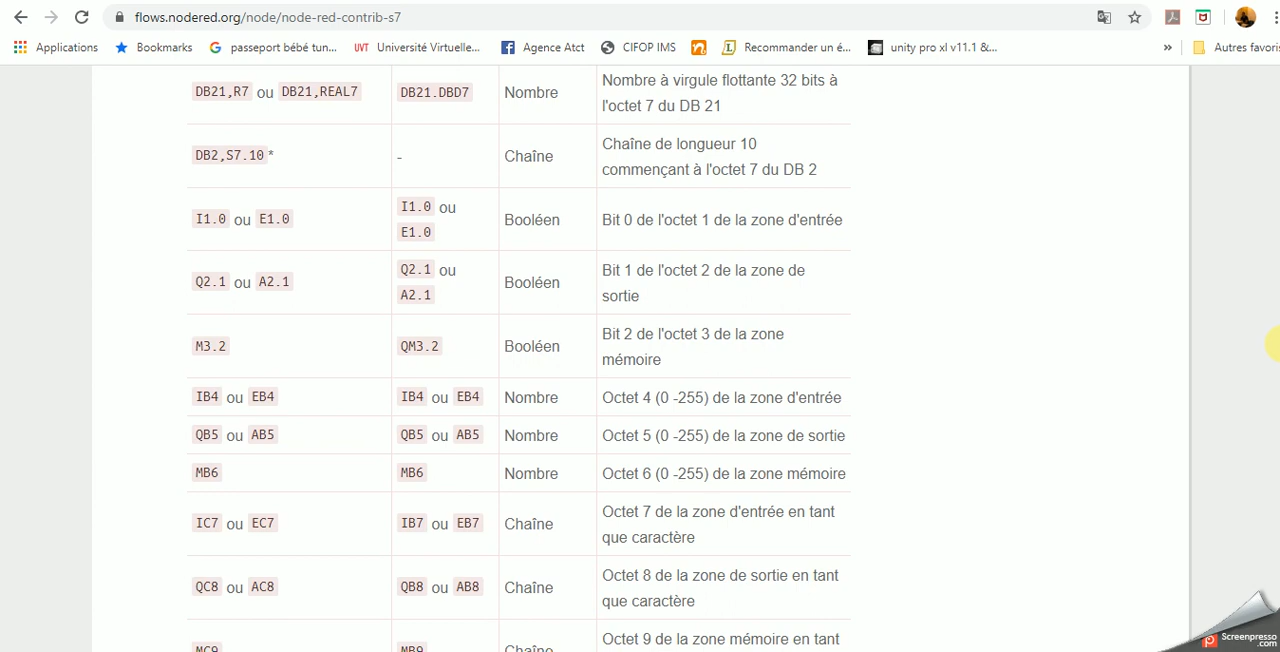 flows.nodered.org/node/node-red-contrib-s7
Applications Bookmarks passeport bébé tun... UVT Université Virtuelle... Agence Atct CIFOP IMS Recommander un é... unity pro xl v11.1 &... » Autres favoris
DB21,R7 ou DB21,REAL7 DB21.DBD7 Nombre Nombre à virgule flottante 32 bits à
l'octet 7 du DB 21
DB2,S7.10* - Chaîne Chaîne de longueur 10
commençant à l'octet 7 du DB 2
I1.0 ou E1.0 I1.0 ou
E1.0 Booléen Bit 0 de l'octet 1 de la zone d'entrée
Q2.1 ou A2.1 Q2.1 ou
A2.1 Booléen Bit 1 de l'octet 2 de la zone de
sortie
M3.2 QM3.2 Booléen Bit 2 de l'octet 3 de la zone
mémoire
IB4 ou EB4 IB4 ou EB4 Nombre Octet 4 (0 -255) de la zone d'entrée
QB5 ou AB5 QB5 ou AB5 Nombre Octet 5 (0 -255) de la zone de sortie
MB6 MB6 Nombre Octet 6 (0 -255) de la zone mémoire
IC7 ou EC7 IB7 ou EB7 Chaîne Octet 7 de la zone d'entrée en tant
que caractère
QC8 ou AC8 QB8 ou AB8 Chaîne Octet 8 de la zone de sortie en tant
que caractère
MC9 MB9 Chaîne Octet 9 de la zone mémoire en tant
Screenpresso
.com